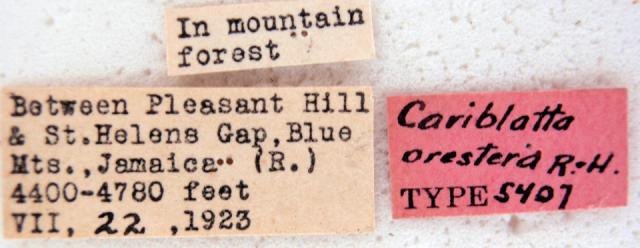 In mountain
forest
Between Pleasant Hill
& St.Helens Gap,Blue
Mts.,Jamaica (R.)
4400-4780 feet
VII, 22 ,1923
Cariblatta
orestera R.+H.
TYPE 5407